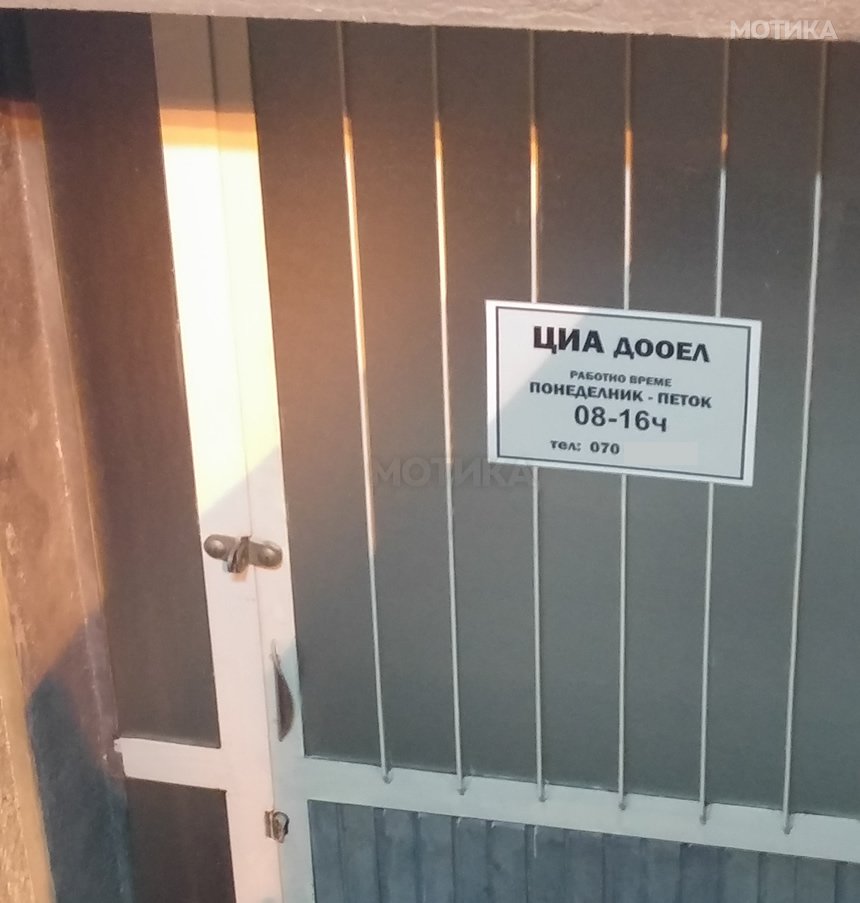 МОТИКА
ЦИА ДООЕЛ
РАБОТНО ВРЕМЕ
ПОНЕДЕЛНИК - ПЕТОК
08-16ч
тел: 070
МОТИКА